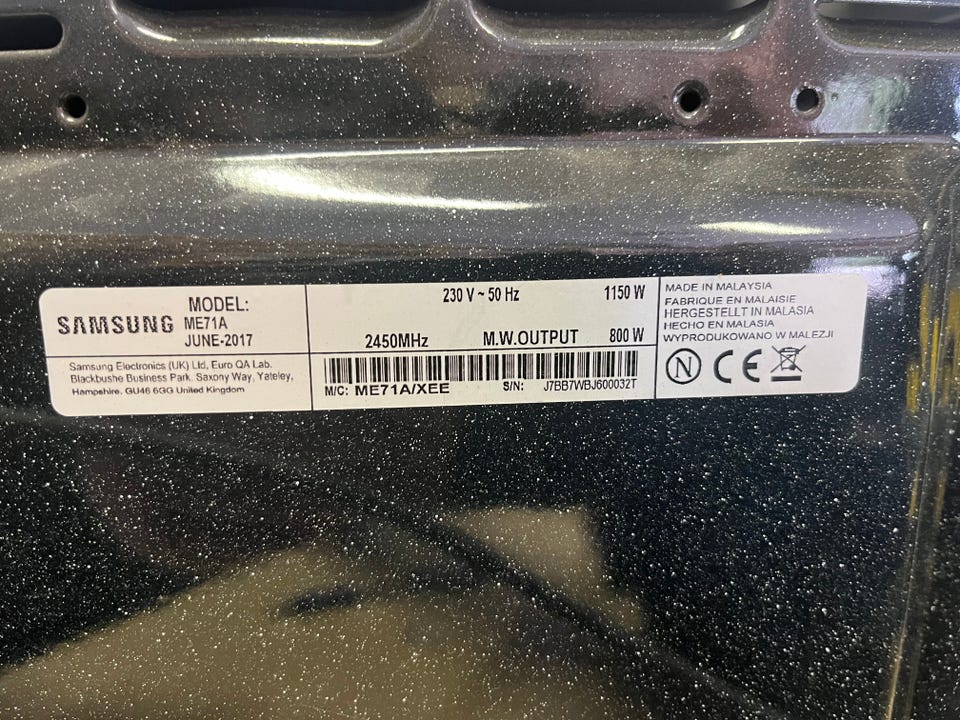 SAMSUNG
MODEL:
ME71A
JUNE-2017
Samsung Electronics (UK) Ltd, Euro QA Lab.
Blackbushe Business Park. Saxony Way, Yateley,
Hampshire. GU46 6GG United Kingdom
230 V ~ 50 Hz 1150 W
2450MHz M.W.OUTPUT 800 W
M/C: ME71A/XEE S/N: J7BB7WBJ600032T
MADE IN MALAYSIA
FABRIQUE EN MALAISIE
HERGESTELLT IN MALASIA
HECHO EN MALASIA
WYPRODUKOWANO W MALEZJI
N CE